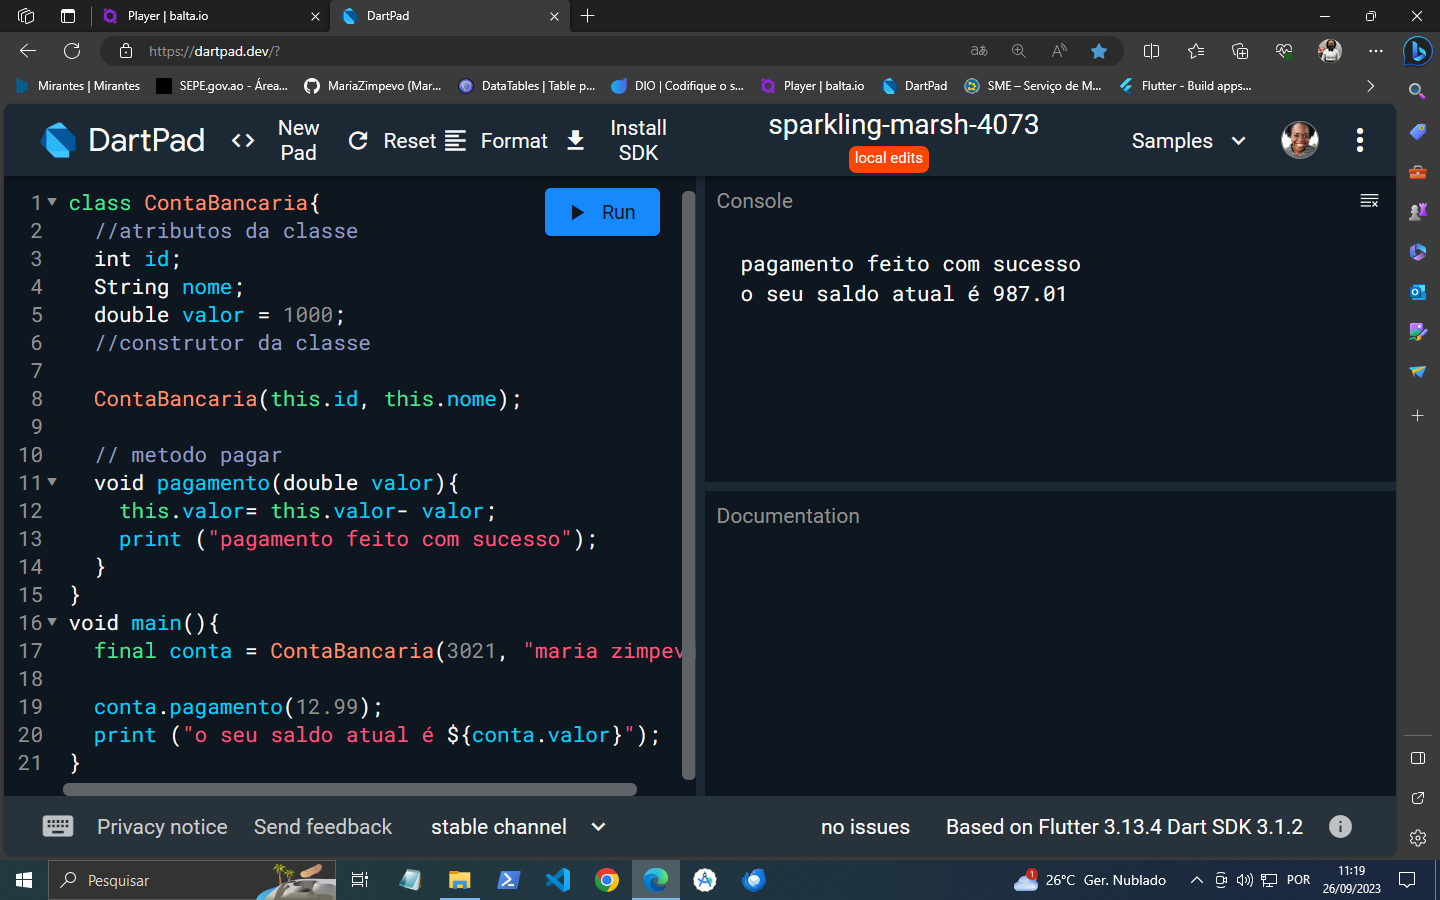 Player | balta.io
DartPad
https://dartpad.dev/?
Mirantes | Mirantes
SEPE.gov.ao - Área...
MariaZimpevo (Mar...
DataTables | Table p...
DIO | Codifique o s...
Player | balta.io
DartPad
SME – Serviço de M...
Flutter - Build apps...
DartPad
<> New Pad
Reset
Format
Install SDK
sparkling-marsh-4073
local edits
Samples
1 class ContaBancaria{
2 //atributos da classe
3 int id;
4 String nome;
5 double valor = 1000;
6 //construtor da classe
7
8 ContaBancaria(this.id, this.nome);
9
10 // metodo pagar
11 void pagamento(double valor){
12 this.valor= this.valor- valor;
13 print ("pagamento feito com sucesso");
14 }
15 }
16 void main(){
17 final conta = ContaBancaria(3021, "maria zimpev
18
19 conta.pagamento(12.99);
20 print ("o seu saldo atual é ${conta.valor}");
21 }
Run
Console
pagamento feito com sucesso
o seu saldo atual é 987.01
Documentation
Privacy notice
Send feedback
stable channel
no issues
Based on Flutter 3.13.4 Dart SDK 3.1.2
Pesquisar
1
26°C Ger. Nublado
POR
11:19
26/09/2023